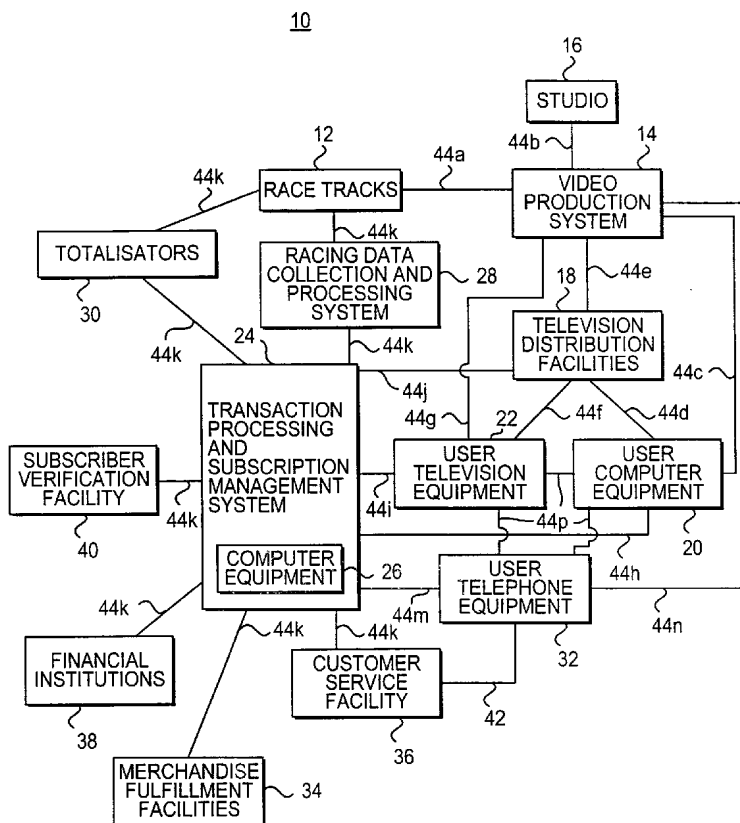 10
16
STUDIO
44b
14
12
44a
VIDEO
PRODUCTION
SYSTEM
44k
RACE TRACKS
TOTALISATORS
30
44k
RACING DATA
COLLECTION AND
PROCESSING
SYSTEM
28
44e
18
44k
24
44k
TELEVISION
DISTRIBUTION
FACILITIES
44c
44j
44g
22
44f
44d
TRANSACTION
PROCESSING
AND
SUBSCRIPTION
MANAGEMENT
SYSTEM
SUBSCRIBER
VERIFICATION
FACILITY
40
44k
USER
TELEVISION
EQUIPMENT
44i
USER
COMPUTER
EQUIPMENT
20
44p
44h
COMPUTER
EQUIPMENT
26
USER
TELEPHONE
EQUIPMENT
32
44m
44n
44k
44k
44k
FINANCIAL
INSTITUTIONS
38
CUSTOMER
SERVICE
FACILITY
36
42
MERCHANDISE
FULFILLMENT
FACILITIES
34